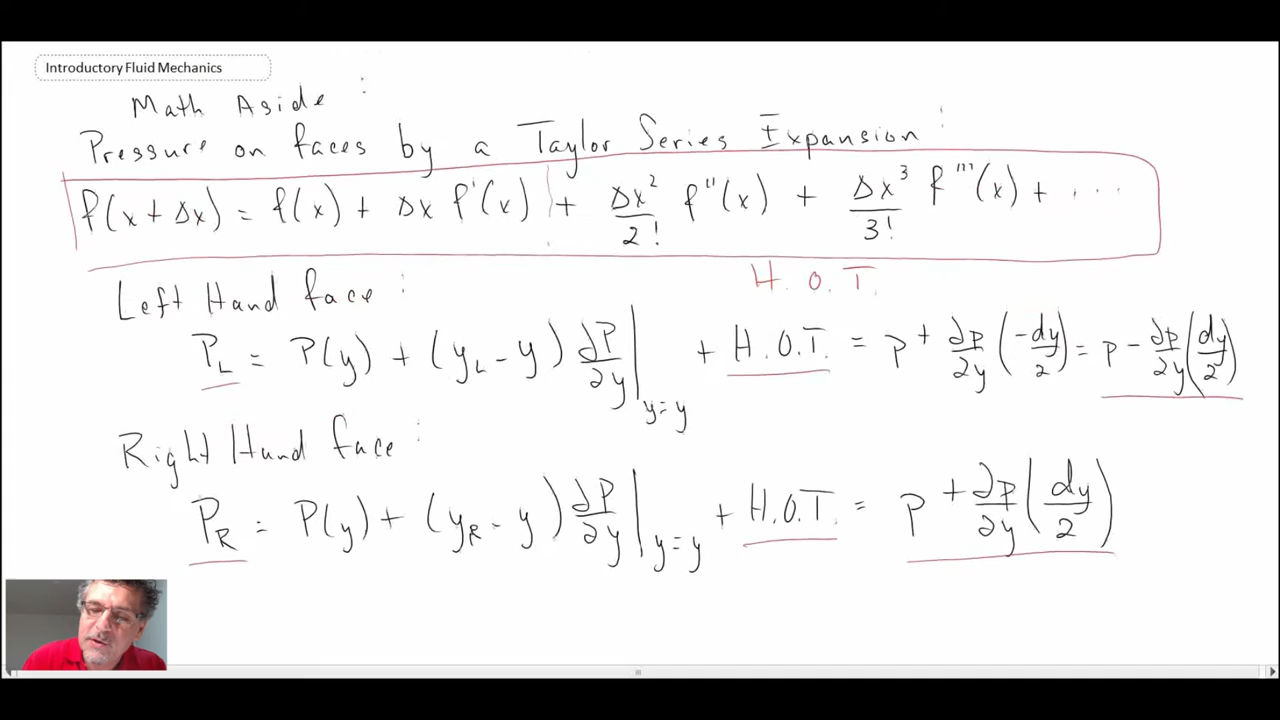 Introductory Fluid Mechanics
Math Aside :
Pressure on faces by a Taylor Series Expansion :
f(x + Δx) = f(x) + Δx f'(x) + Δx²/2! f''(x) + Δx³/3! f'''(x) + ...
H.O.T.
Left Hand face :
P_L = P(y) + (y_L - y) ∂P/∂y |_{y=y} + H.O.T. = p + ∂p/∂y (-dy/2) = p - ∂p/∂y (dy/2)
Right Hand face :
P_R = P(y) + (y_R - y) ∂P/∂y |_{y=y} + H.O.T. = p + ∂p/∂y (dy/2)